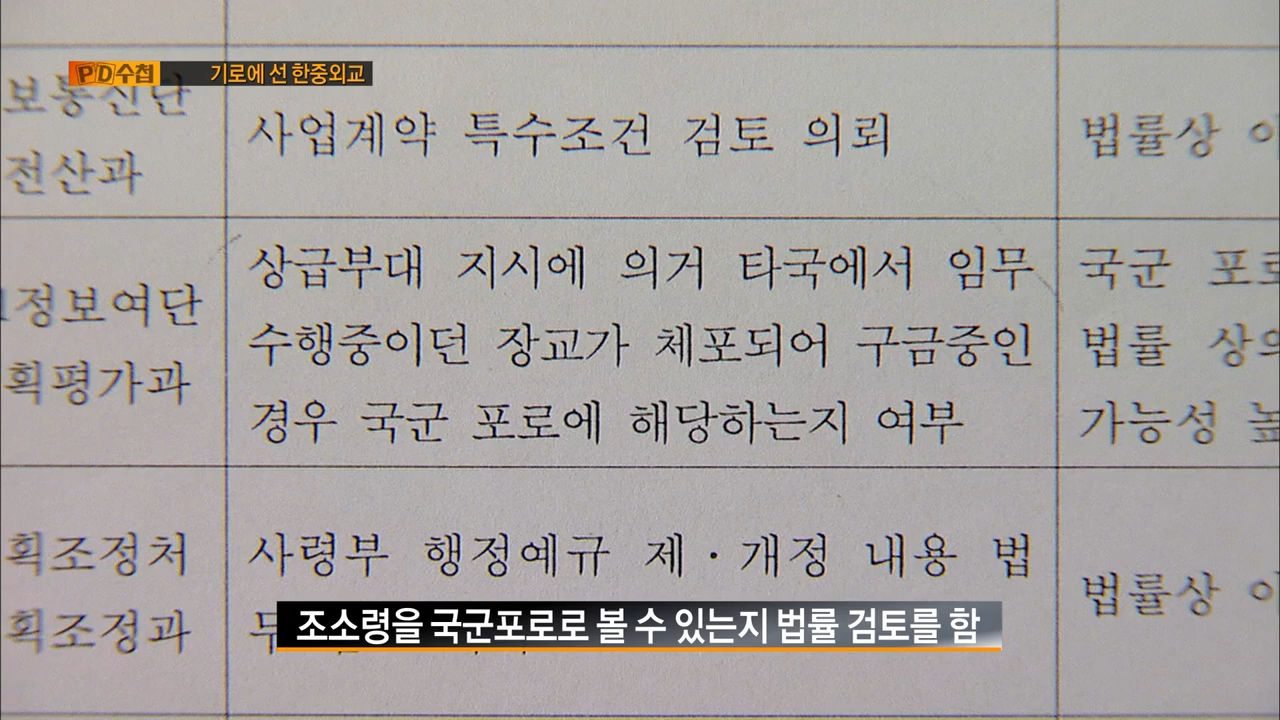 PD수첩 기로에 선 한중외교
보통신단
전산과
사업계약 특수조건 검토 의뢰
법률상
정보여단
획평가과
상급부대 지시에 의거 타국에서 임무
수행중이던 장교가 체포되어 구금중인
경우 국군 포로에 해당하는지 여부
국군 포로
법률 상의
가능성 높
획조정처
획조정과
사령부 행정예규 제·개정 내용 법
법률상
조소령을 국군포로로 볼 수 있는지 법률 검토를 함